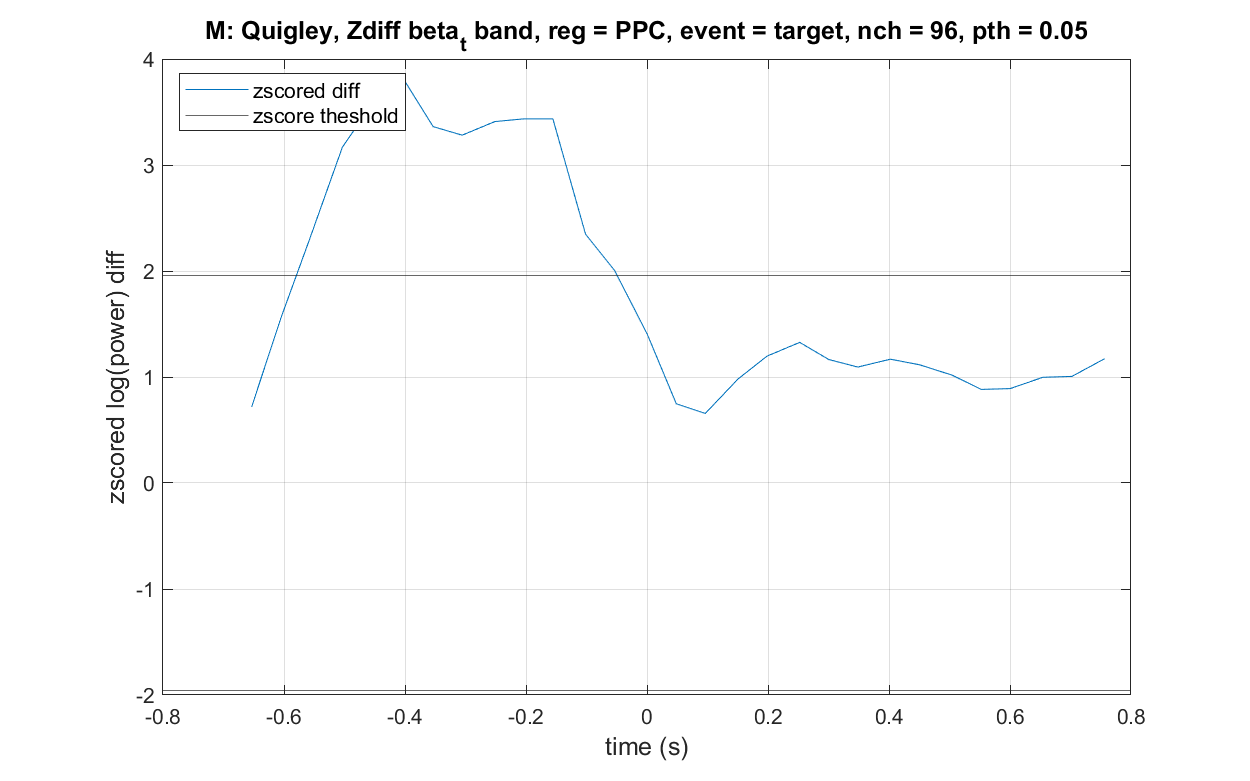 M: Quigley, Zdiff beta_t band, reg = PPC, event = target, nch = 96, pth = 0.05
zscored diff
zscore theshold
zscored log(power) diff
4
3
2
1
0
-1
-2
-0.8 -0.6 -0.4 -0.2 0 0.2 0.4 0.6 0.8
time (s)